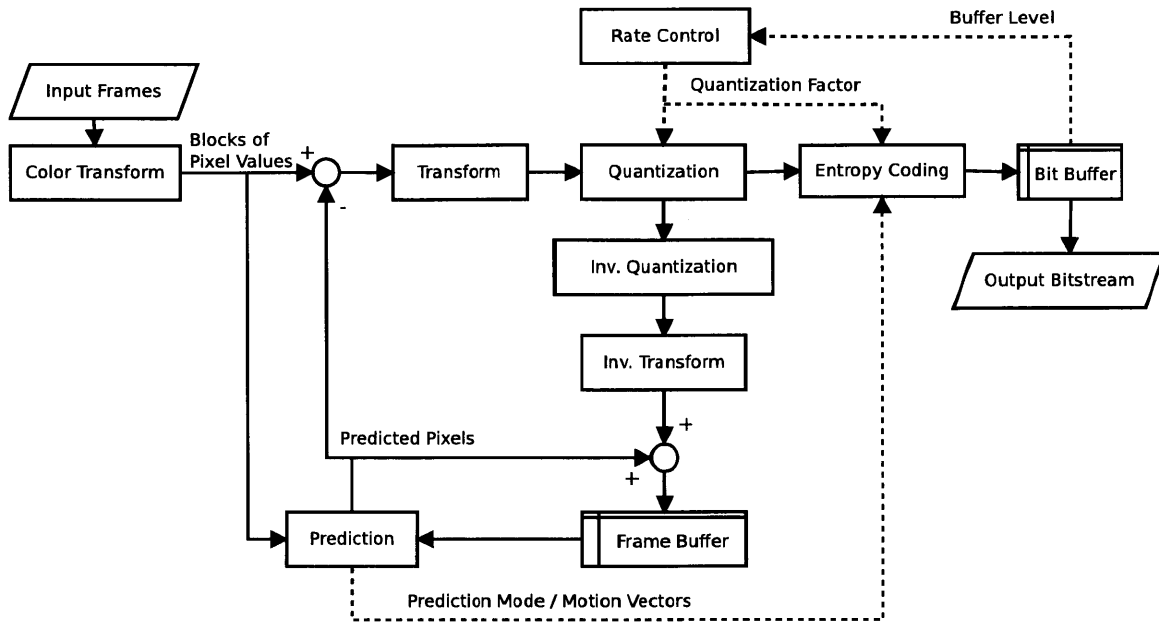 Buffer Level
Rate Control
Input Frames
Quantization Factor
Blocks of
Pixel Values
+
Color Transform
Transform
Quantization
Entropy Coding
Bit Buffer
-
Inv. Quantization
Output Bitstream
Inv. Transform
+
Predicted Pixels
+
Prediction
Frame Buffer
Prediction Mode / Motion Vectors